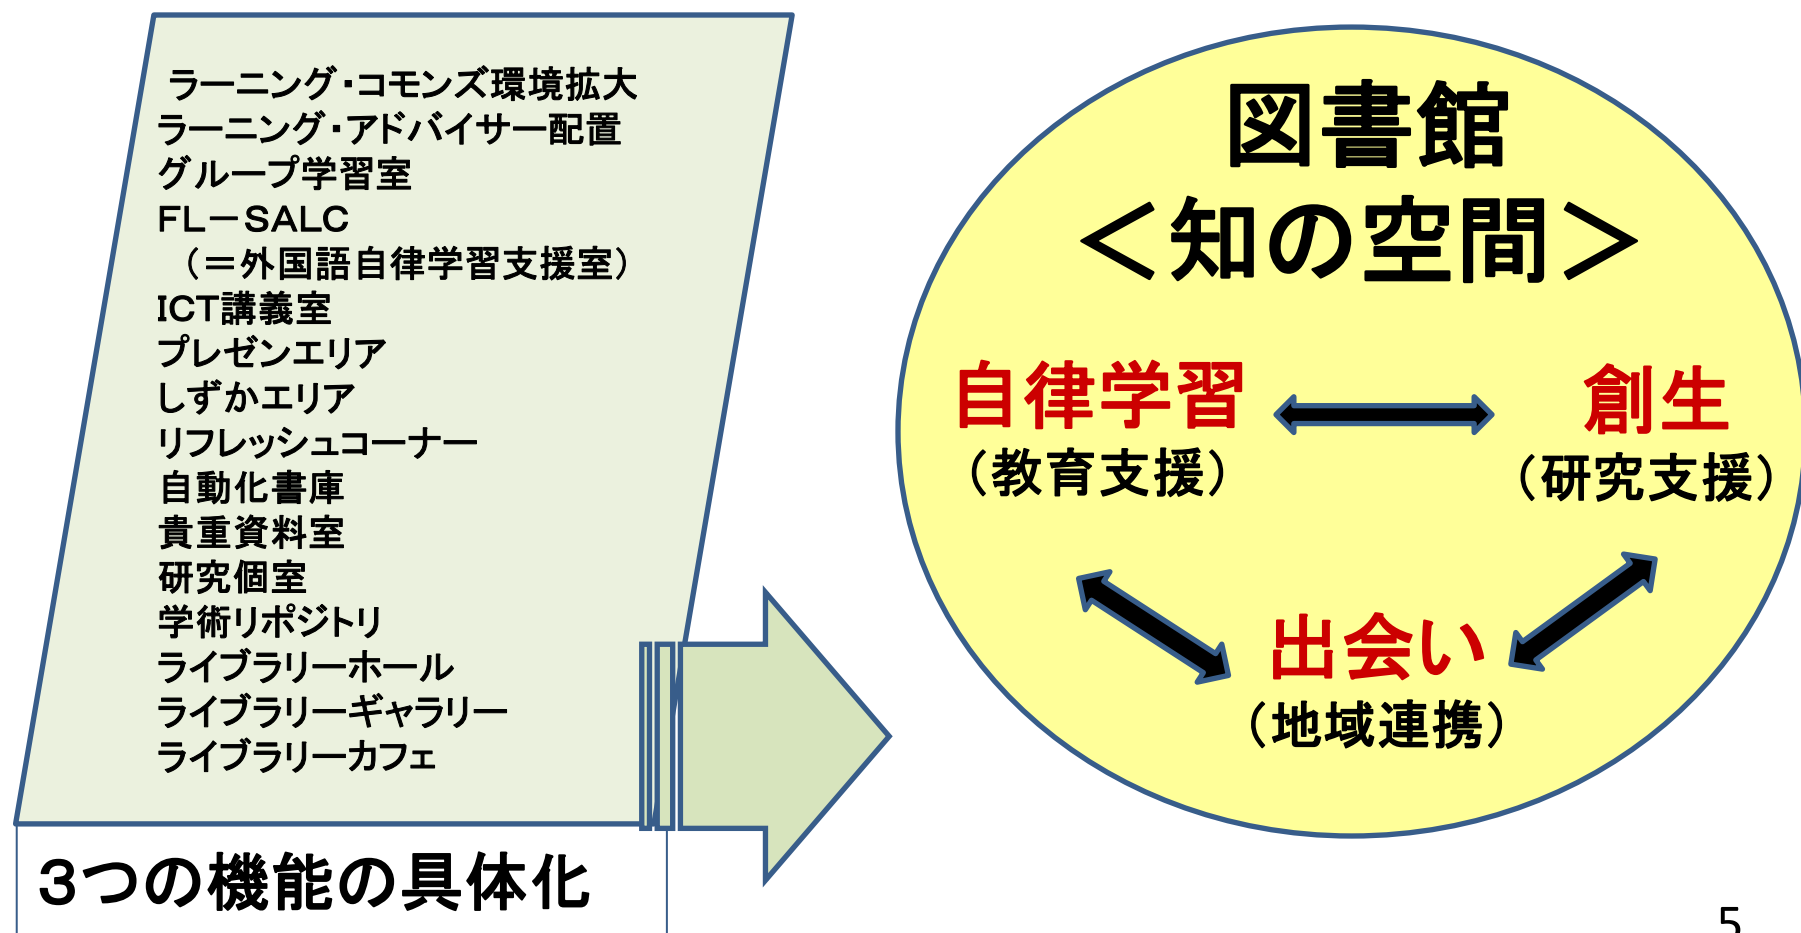 ラーニング・コモンズ環境拡大
ラーニング・アドバイサー配置
グループ学習室
FL－SALC
（＝外国語自律学習支援室）
ICT講義室
プレゼンエリア
しずかエリア
リフレッシュコーナー
自動化書庫
貴重資料室
研究個室
学術リポジトリ
ライブラリーホール
ライブラリーギャラリー
ライブラリーカフェ
３つの機能の具体化
図書館
＜知の空間＞
自律学習
（教育支援）
創生
（研究支援）
出会い
（地域連携）
5